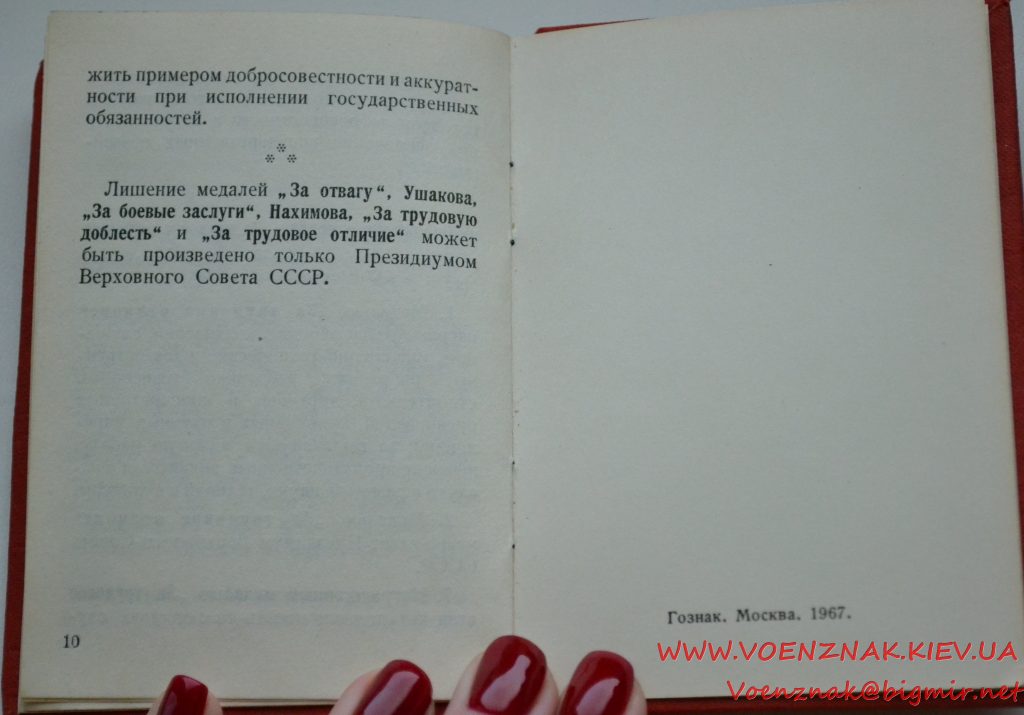 жить примером добросовестности и аккурат-
ности при исполнении государственных
обязанностей.
***
Лишение медалей „За отвагу“, Ушакова,
„За боевые заслуги“, Нахимова, „За трудовую
доблесть“ и „За трудовое отличие“ может
быть произведено только Президиумом
Верховного Совета СССР.
10
Гознак. Москва. 1967.
WWW.VOENZNAK.KIEV.UA
Voenznak@bigmir.net